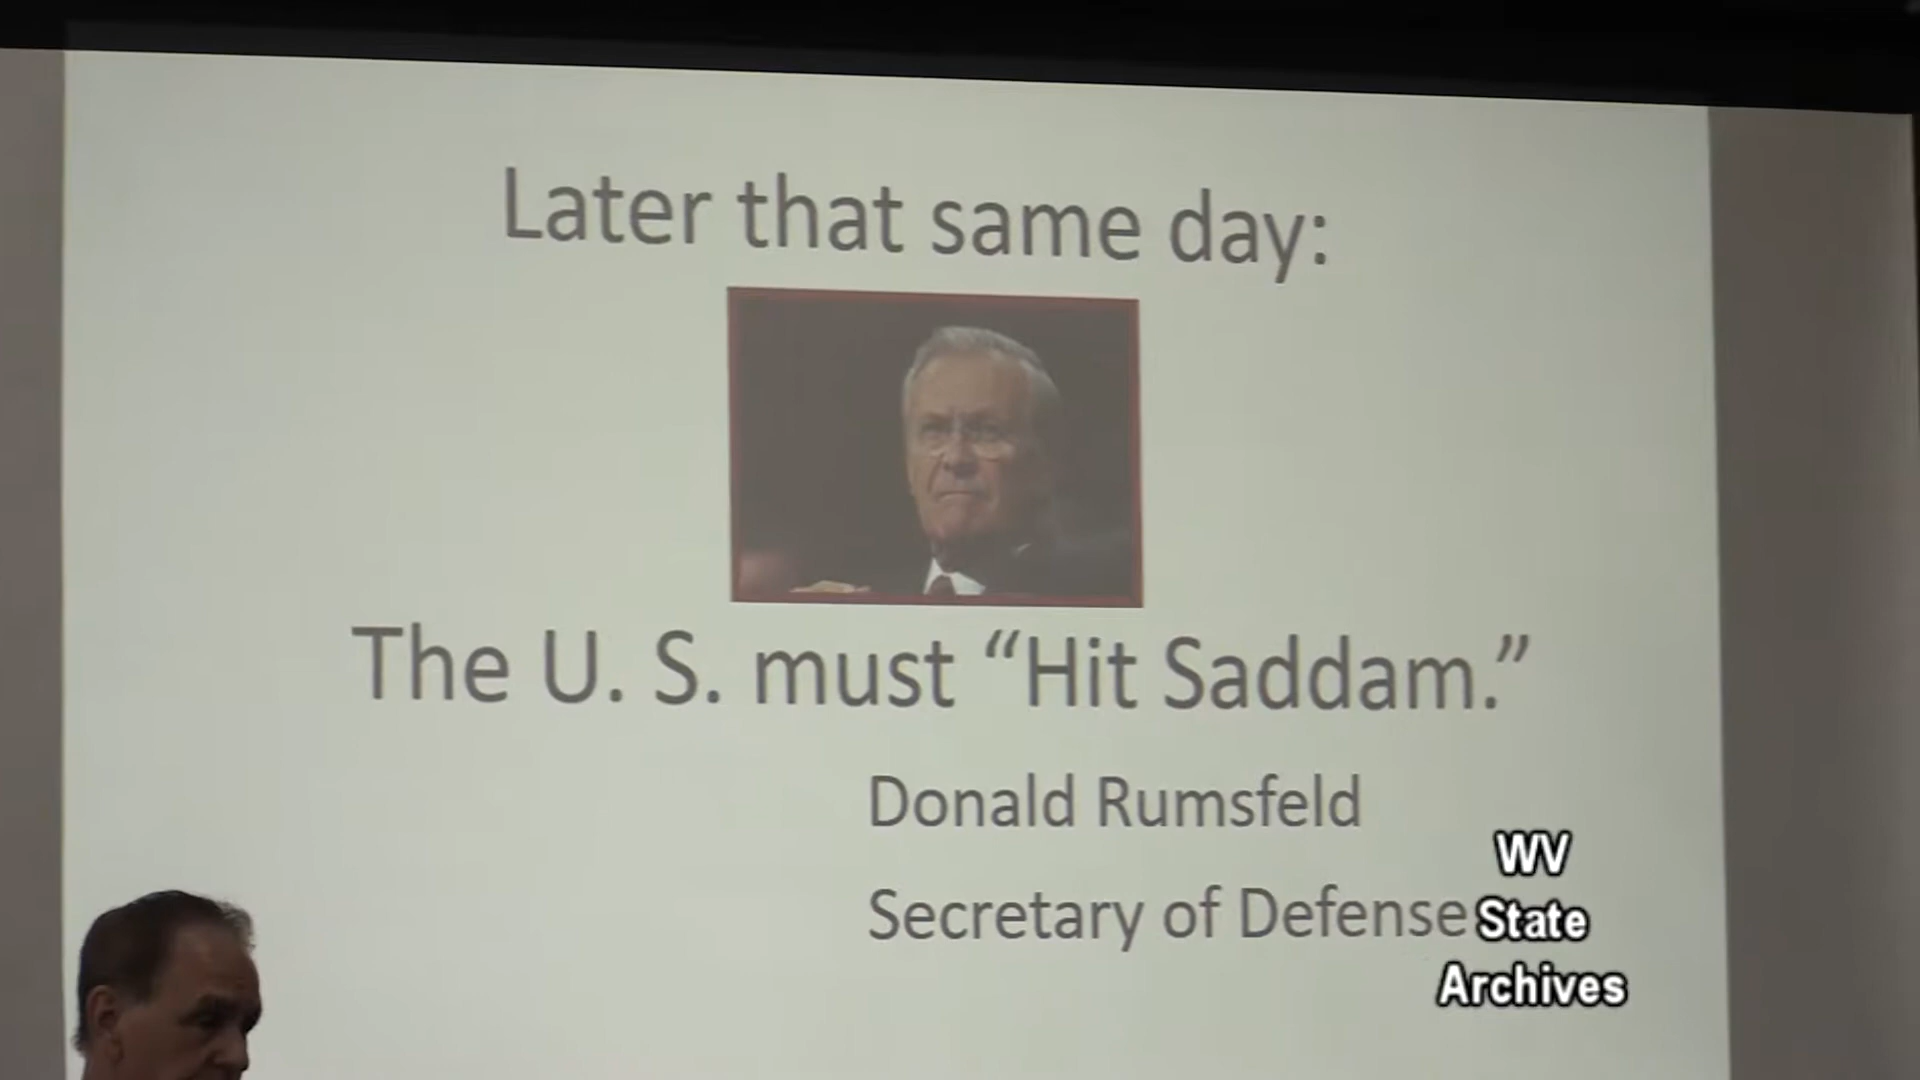 Later that same day:
The U. S. must “Hit Saddam.”
Donald Rumsfeld
Secretary of Defense
WV
State
Archives